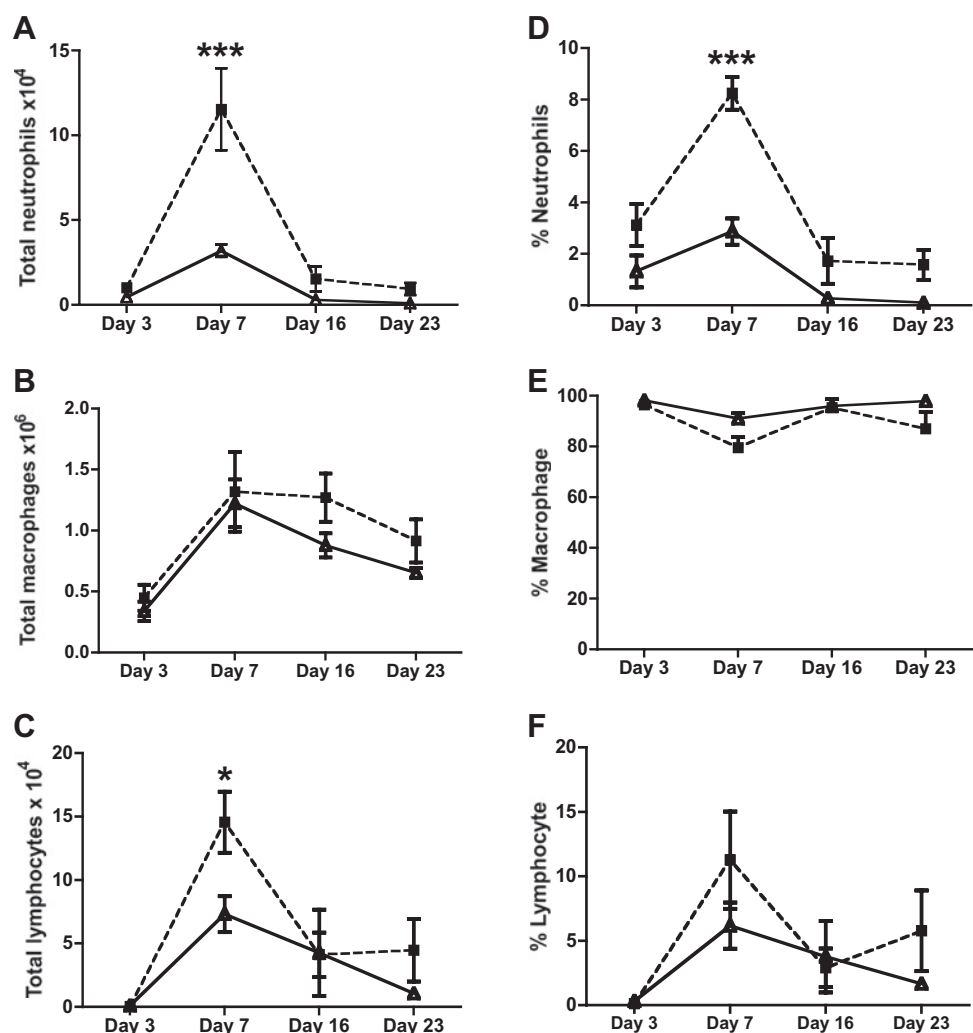 A
Total neutrophils x10⁴
15
10
5
0
***
Day 3 Day 7 Day 16 Day 23
D
% Neutrophils
10
8
6
4
2
0
***
Day 3 Day 7 Day 16 Day 23
B
Total macrophages x10⁶
2.0
1.5
1.0
0.5
0.0
Day 3 Day 7 Day 16 Day 23
E
% Macrophage
100
80
60
40
20
0
Day 3 Day 7 Day 16 Day 23
C
Total lymphocytes x 10⁴
20
15
10
5
0
*
Day 3 Day 7 Day 16 Day 23
F
% Lymphocyte
20
15
10
5
0
Day 3 Day 7 Day 16 Day 23